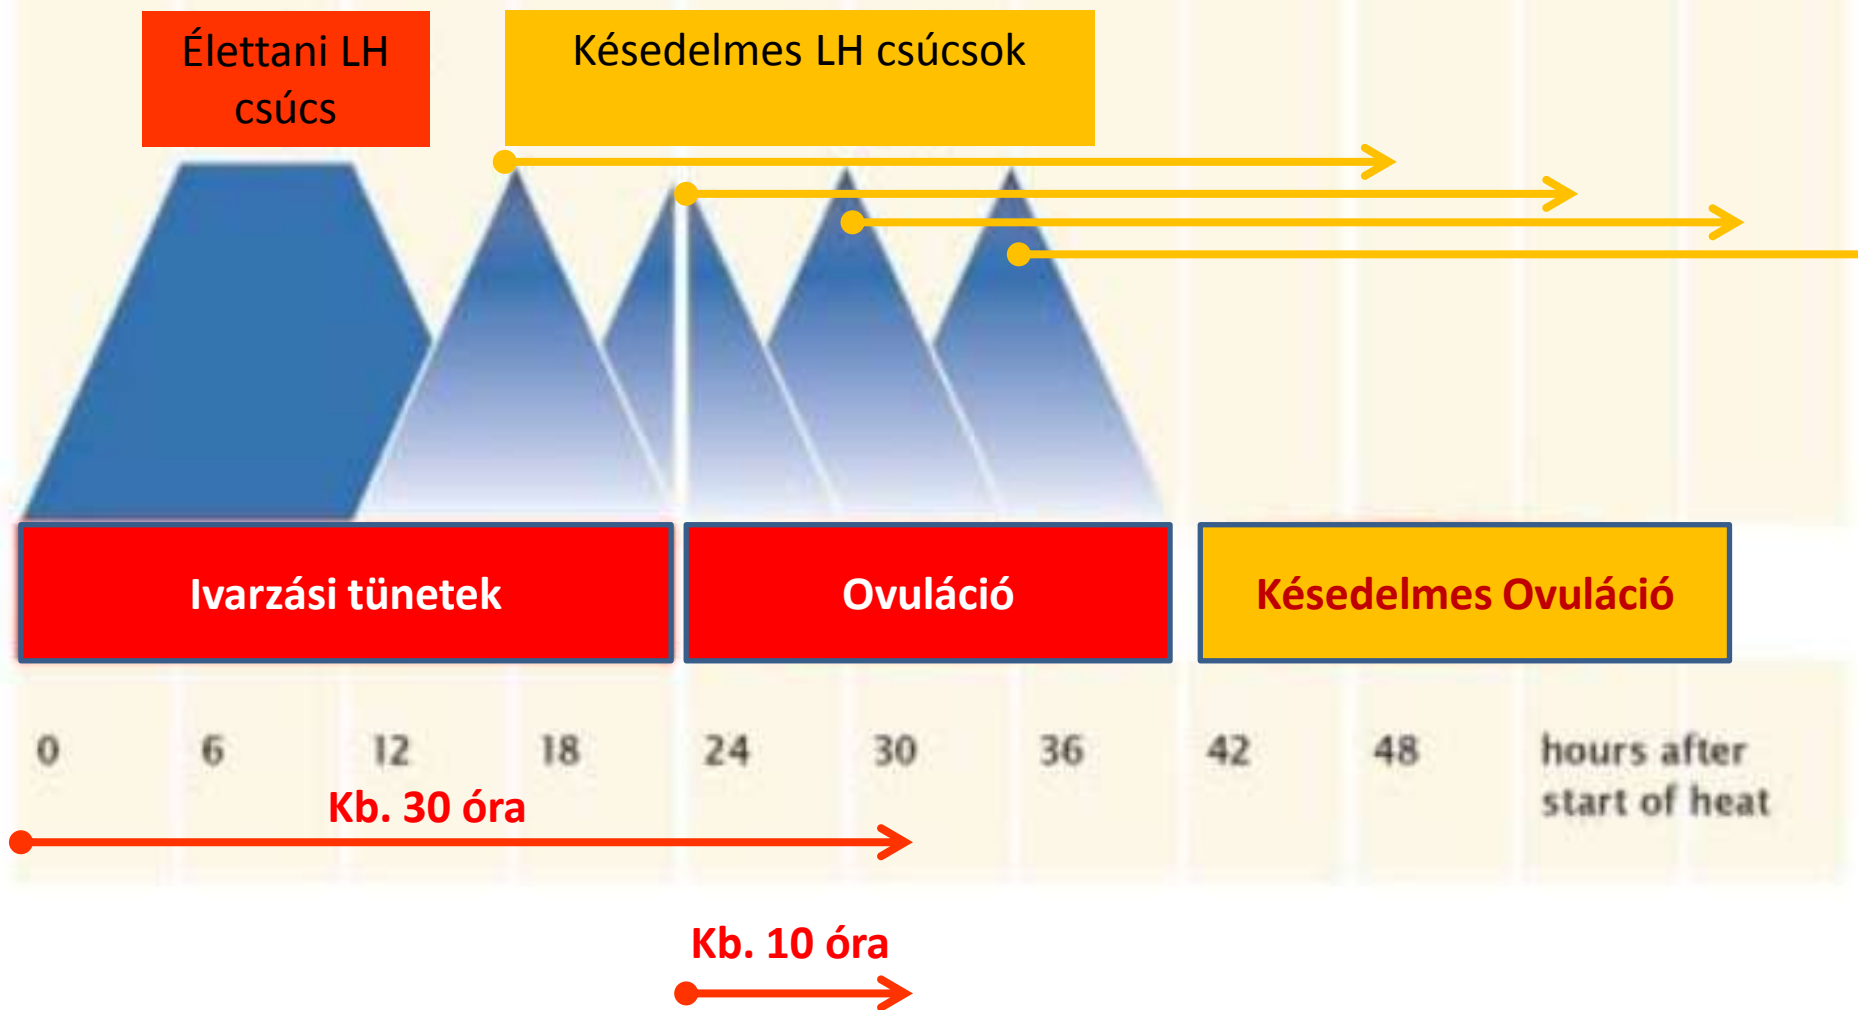 Élettani LH
csúcs
Késedelmes LH csúcsok
Ivarzási tünetek
Ovuláció
Késedelmes Ovuláció
0 6 12 18 24 30 36 42 48 hours after
start of heat
Kb. 30 óra
Kb. 10 óra